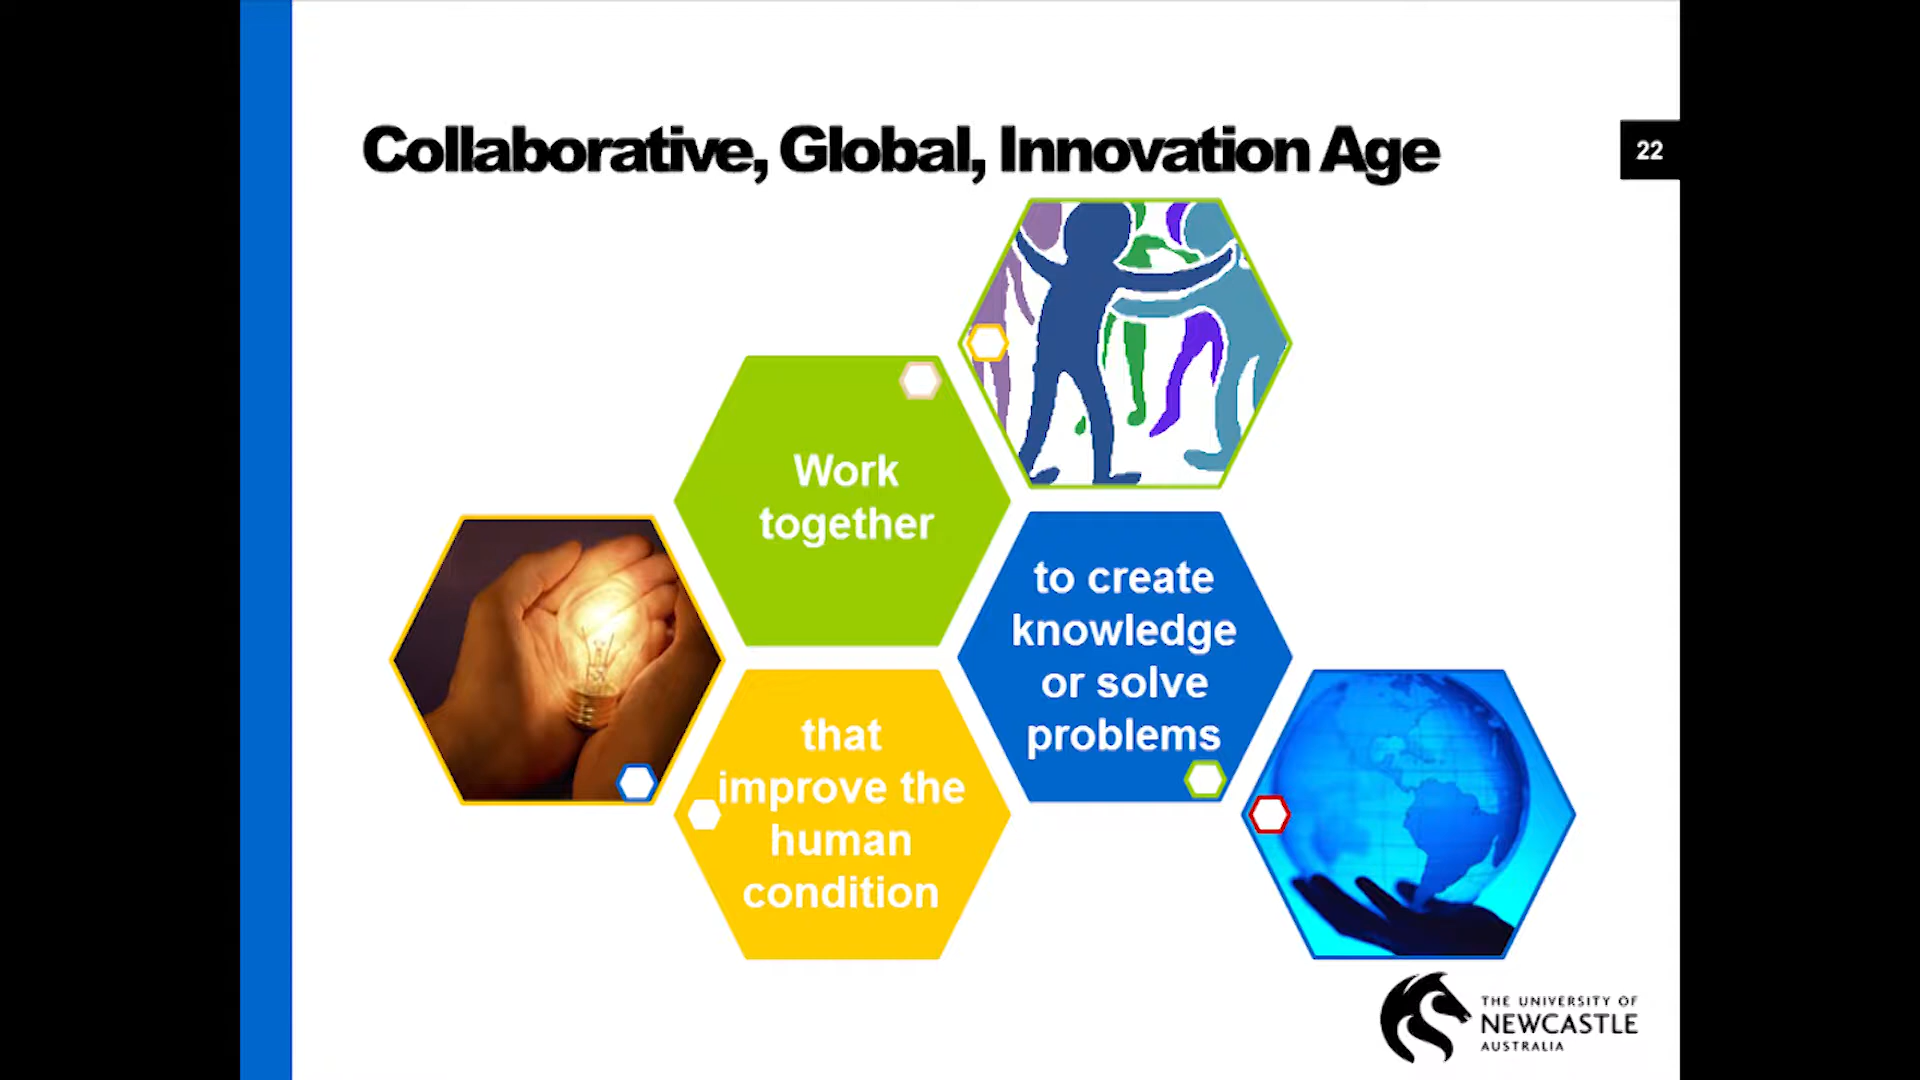 Collaborative, Global, Innovation Age
22
Work
together
to create
knowledge
or solve
problems
that
improve the
human
condition
THE UNIVERSITY OF
NEWCASTLE
AUSTRALIA